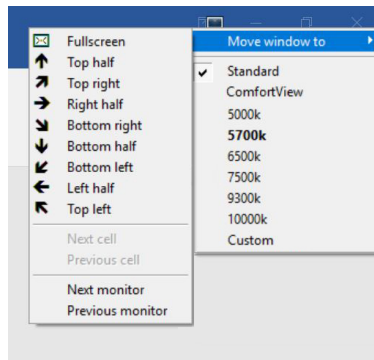 Fullscreen
Top half
Top right
Right half
Bottom right
Bottom half
Bottom left
Left half
Top left
Next cell
Previous cell
Next monitor
Previous monitor
Move window to
Standard
ComfortView
5000k
5700k
6500k
7500k
9300k
10000k
Custom